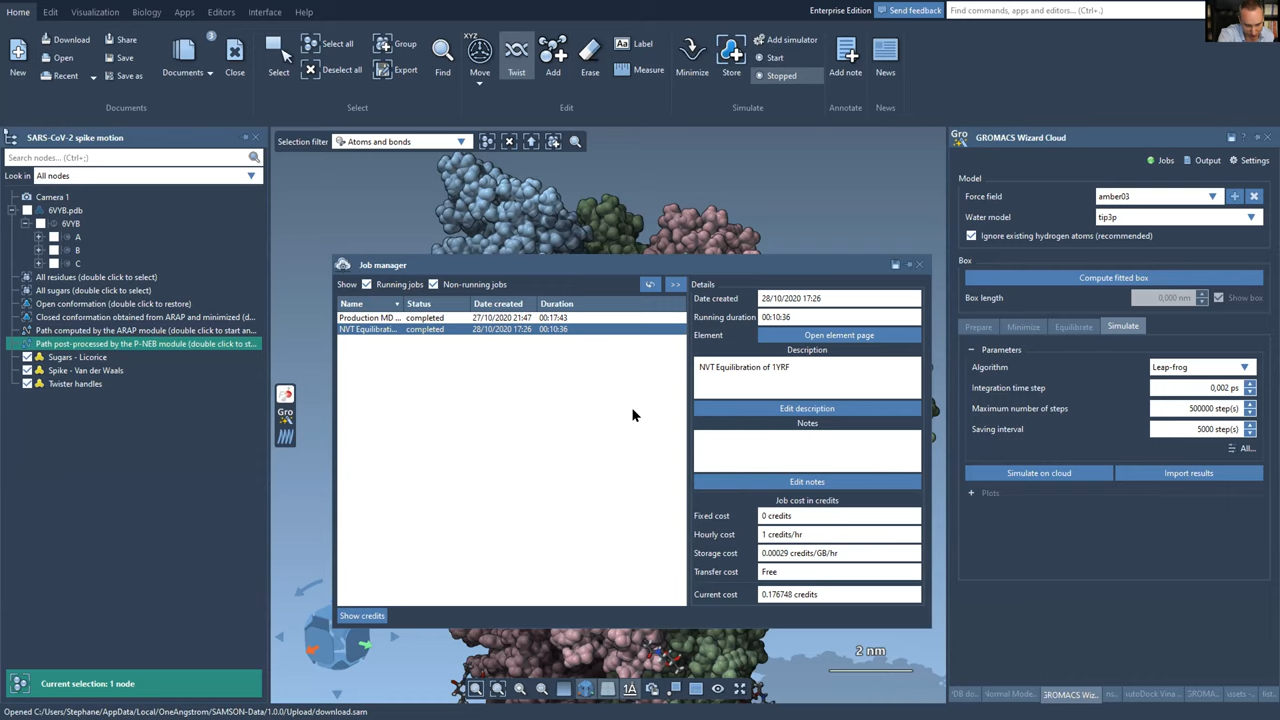 Home Edit Visualization Biology Apps Editors Interface Help
Enterprise Edition Send feedback Find commands, apps and editors... (Ctrl+.)
New Download Open Recent Share Save Save as Documents 3 Close
Select Select all Deselect all Group Export Find
XYZ Move Twist Add Erase Label Measure
Minimize Store Add simulator Start Stopped Add note News
Documents Select Edit Simulate Annotate News
SARS-CoV-2 spike motion
Search nodes... (Ctrl+;)
Look in All nodes
Camera 1
6VYB.pdb
6VYB
A
B
C
All residues (double click to select)
All sugars (double click to select)
Open conformation (double click to restore)
Closed conformation obtained from ARAP and minimized (do...
Path computed by the ARAP module (double click to start an...
Path post-processed by the P-NEB module (double click to st...
Sugars - Licorice
Spike - Van der Waals
Twister handles
Current selection: 1 node
Selection filter Atoms and bonds
Gro
Job manager
Show Running jobs Non-running jobs >>
Name Status Date created Duration
Production MD ... completed 27/10/2020 21:47 00:17:43
NVT Equilibrati... completed 28/10/2020 17:26 00:10:36
Show credits
Details
Date created 28/10/2020 17:26
Running duration 00:10:36
Element Open element page
Description
NVT Equilibration of 1YRF
Edit description
Notes
Edit notes
Job cost in credits
Fixed cost 0 credits
Hourly cost 1 credits/hr
Storage cost 0.00029 credits/GB/hr
Transfer cost Free
Current cost 0.176748 credits
2 nm
1A
Gro GROMACS Wizard Cloud
Jobs Output Settings
Model
Force field amber03
Water model tip3p
Ignore existing hydrogen atoms (recommended)
Box
Compute fitted box
Box length 0,000 nm Show box
Prepare Minimize Equilibrate Simulate
Parameters
Algorithm Leap-frog
Integration time step 0,002 ps
Maximum number of steps 500000 step(s)
Saving interval 5000 step(s)
All...
Simulate on cloud Import results
Plots
'DB do... Normal Mode... GROMACS Wiz... ns... AutoDock Vina GROMA... Assets -... list...
Opened C:/Users/Stephane/AppData/Local/OneAngstrom/SAMSON-Data/1.0.0/Upload/download.sam